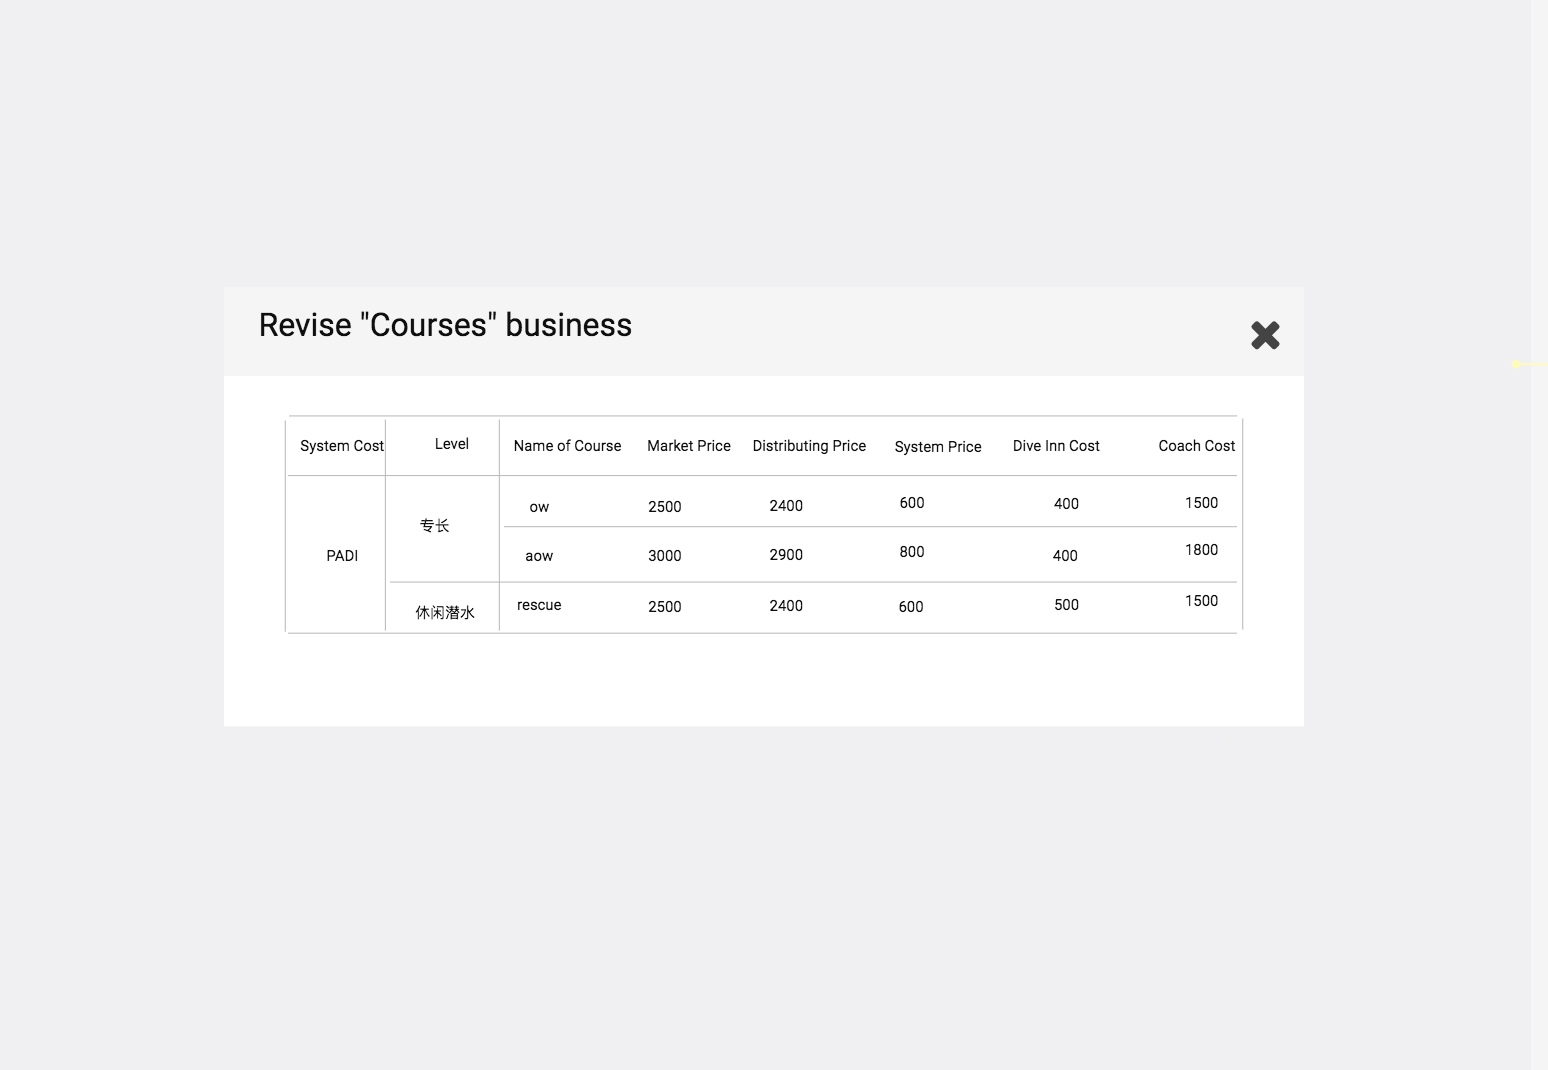 Revise "Courses" business
System Cost Level Name of Course Market Price Distributing Price System Price Dive Inn Cost Coach Cost
PADI
专长
ow 2500 2400 600 400 1500
aow 3000 2900 800 400 1800
休闲潜水
rescue 2500 2400 600 500 1500